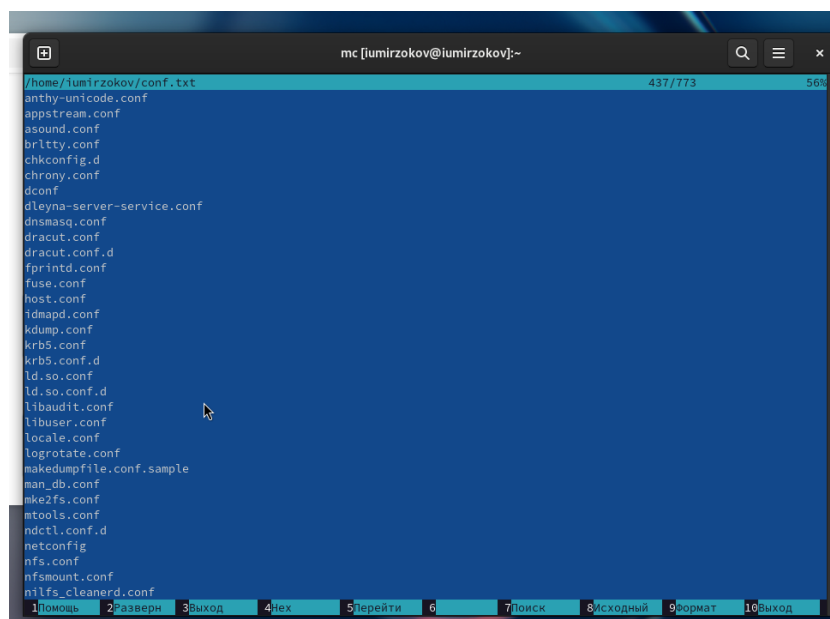 mc [iumirzokov@iumirzokov]:~
/home/iumirzokov/conf.txt 437/773 56%
anthy-unicode.conf
appstream.conf
asound.conf
brltty.conf
chkconfig.d
chrony.conf
dconf
dleyna-server-service.conf
dnsmasq.conf
dracut.conf
dracut.conf.d
fprintd.conf
fuse.conf
host.conf
idmapd.conf
kdump.conf
krb5.conf
krb5.conf.d
ld.so.conf
ld.so.conf.d
libaudit.conf
libuser.conf
locale.conf
logrotate.conf
makedumpfile.conf.sample
man_db.conf
mke2fs.conf
mtools.conf
ndctl.conf.d
netconfig
nfs.conf
nfsmount.conf
nilfs_cleanerd.conf
1Помощь 2Разверн 3Выход 4Hex 5Перейти 6 7Поиск 8Исходный 9Формат 10Выход